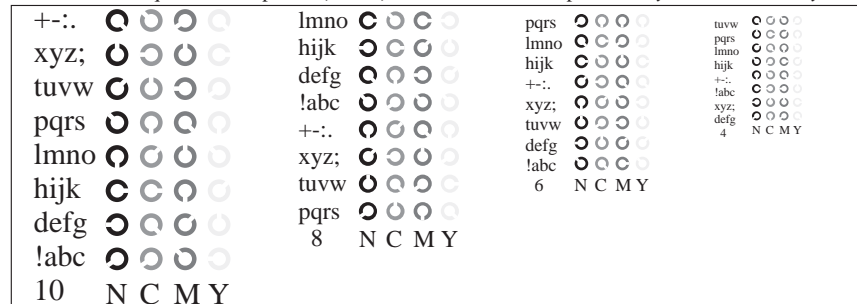 +-:.
xyz;
tuvw
pqrs
lmno
hijk
defg
!abc
10 N C M Y
lmno
hijk
defg
!abc
+-:.
xyz;
tuvw
pqrs
8 N C M Y
pqrs
lmno
hijk
+-:.
xyz;
tuvw
defg
!abc
6 N C M Y
tuvw
pqrs
lmno
hijk
+-:.
!abc
xyz;
defg
4 N C M Y